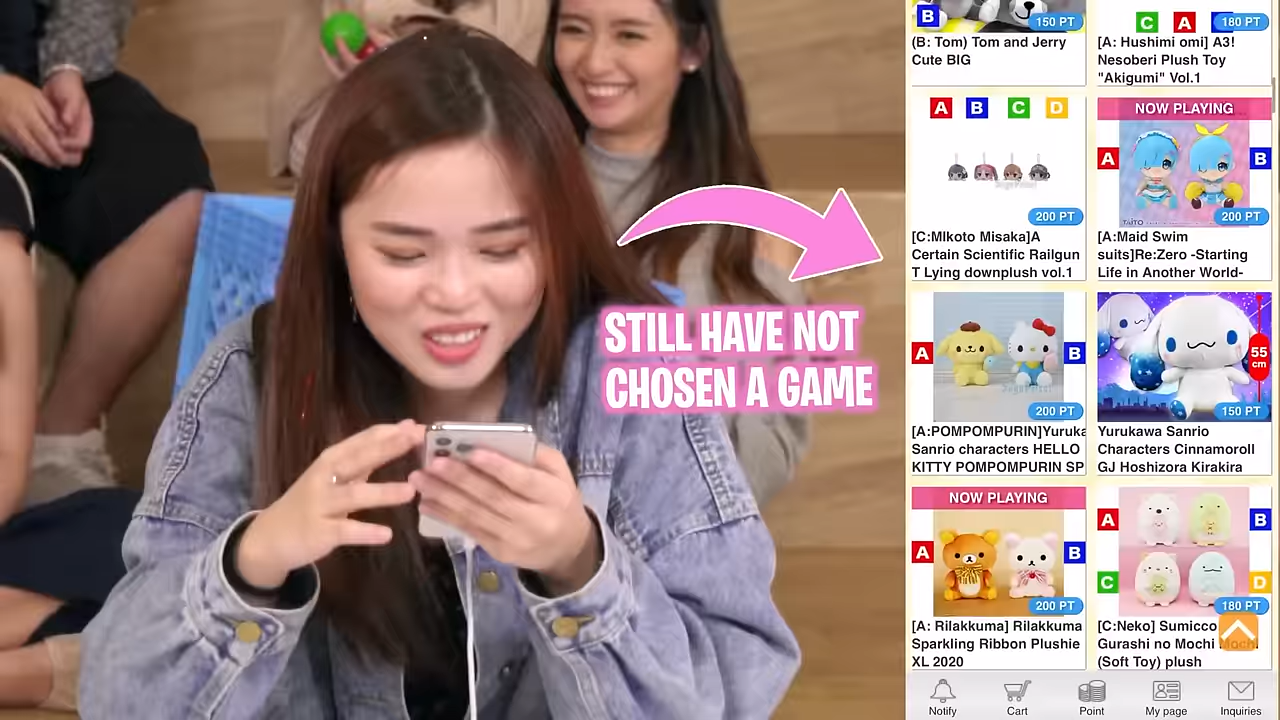 B
150 PT
(B: Tom) Tom and Jerry
Cute BIG
C A
180 PT
[A: Hushimi omi] A3!
Nesoberi Plush Toy
"Akigumi" Vol.1
A B C D
200 PT
[C:MIkoto Misaka]A
Certain Scientific Railgun
T Lying downplush vol.1
NOW PLAYING
A
B
TAITO
200 PT
[A:Maid Swim
suits]Re:Zero -Starting
Life in Another World-
STILL HAVE NOT
CHOSEN A GAME
A
B
200 PT
[A:POMPOMPURIN]Yuruka
Sanrio characters HELLO
KITTY POMPOMPURIN SP
55
cm
150 PT
Yurukawa Sanrio
Characters Cinnamoroll
GJ Hoshizora Kirakira
NOW PLAYING
A
B
200 PT
[A: Rilakkuma] Rilakkuma
Sparkling Ribbon Plushie
XL 2020
A
B
C
D
180 PT
[C:Neko] Sumicco
Gurashi no Mochi Mochi
(Soft Toy) plush
Notify
Cart
Point
My page
Inquiries